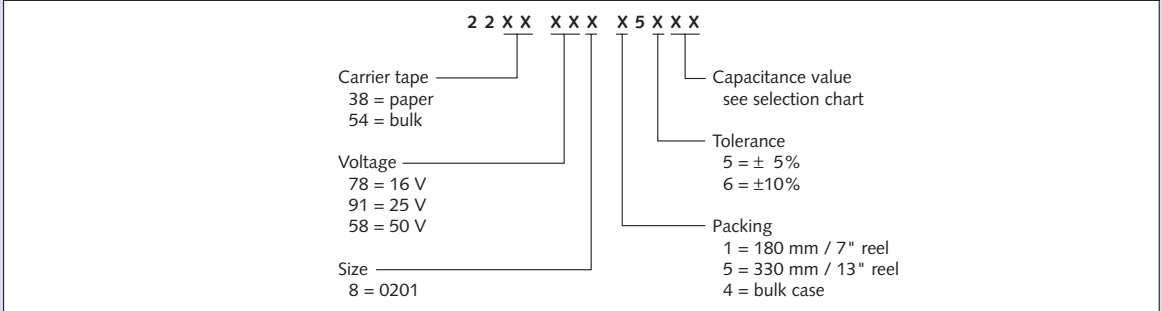 2 2 X X X X X X 5 X X X
Carrier tape
38 = paper
54 = bulk
Voltage
78 = 16 V
91 = 25 V
58 = 50 V
Size
8 = 0201
Capacitance value
see selection chart
Tolerance
5 = ± 5%
6 = ±10%
Packing
1 = 180 mm / 7" reel
5 = 330 mm / 13" reel
4 = bulk case